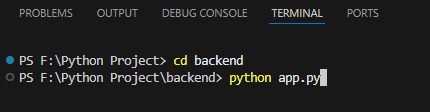 PROBLEMS OUTPUT DEBUG CONSOLE TERMINAL PORTS
PS F:\Python Project> cd backend
PS F:\Python Project\backend> python app.py